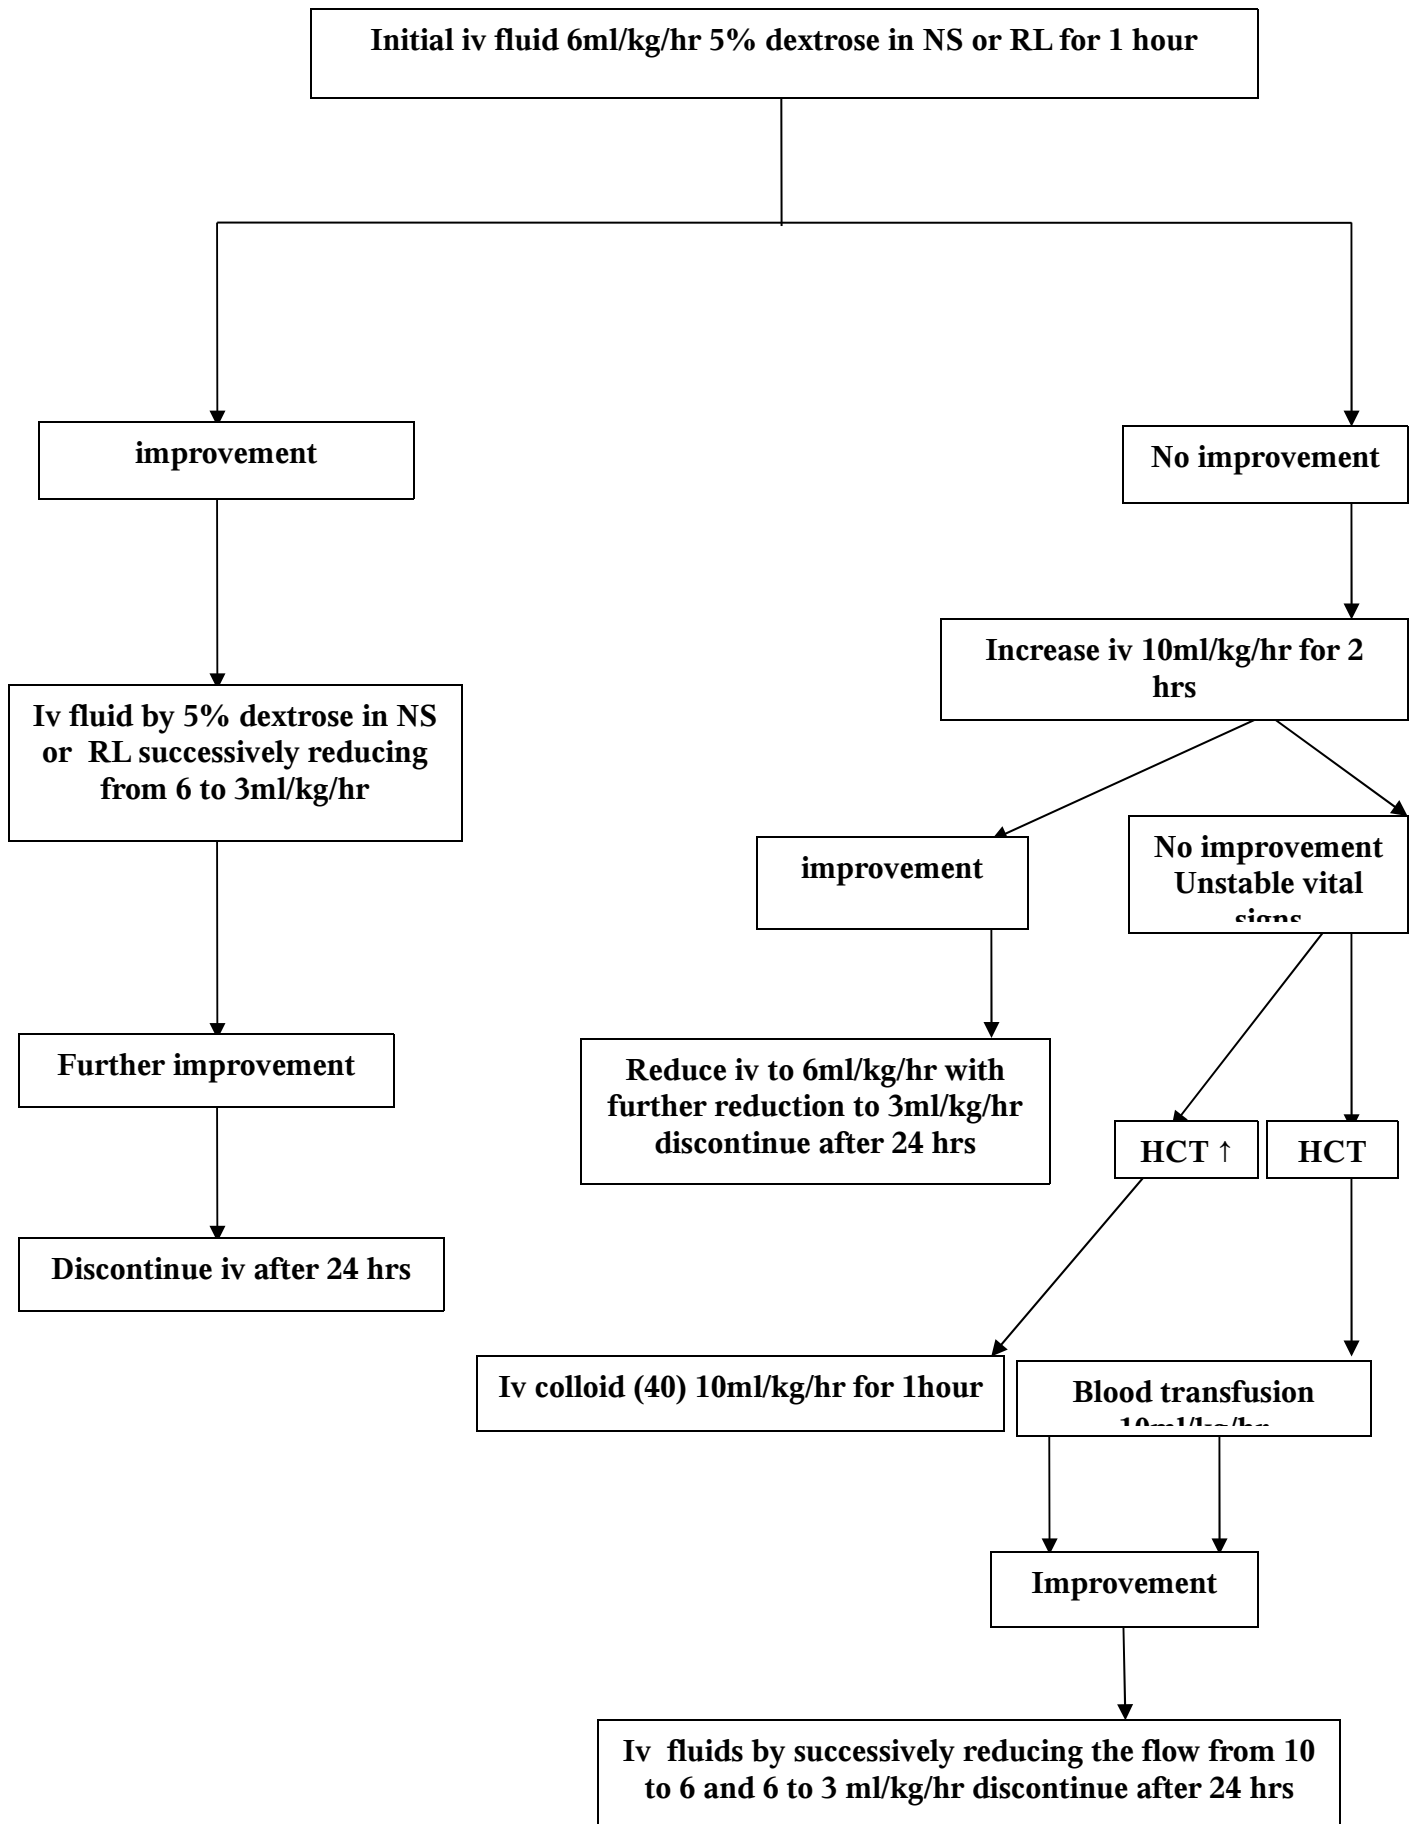 Initial iv fluid 6ml/kg/hr 5% dextrose in NS or RL for 1 hour
improvement
No improvement
Increase iv 10ml/kg/hr for 2
hrs
Iv fluid by 5% dextrose in NS
or RL successively reducing
from 6 to 3ml/kg/hr
improvement
No improvement
Unstable vital
signs
Further improvement
Reduce iv to 6ml/kg/hr with
further reduction to 3ml/kg/hr
discontinue after 24 hrs
HCT ↑
HCT
Discontinue iv after 24 hrs
Iv colloid (40) 10ml/kg/hr for 1hour
Blood transfusion
10ml/kg/hr
Improvement
Iv fluids by successively reducing the flow from 10
to 6 and 6 to 3 ml/kg/hr discontinue after 24 hrs